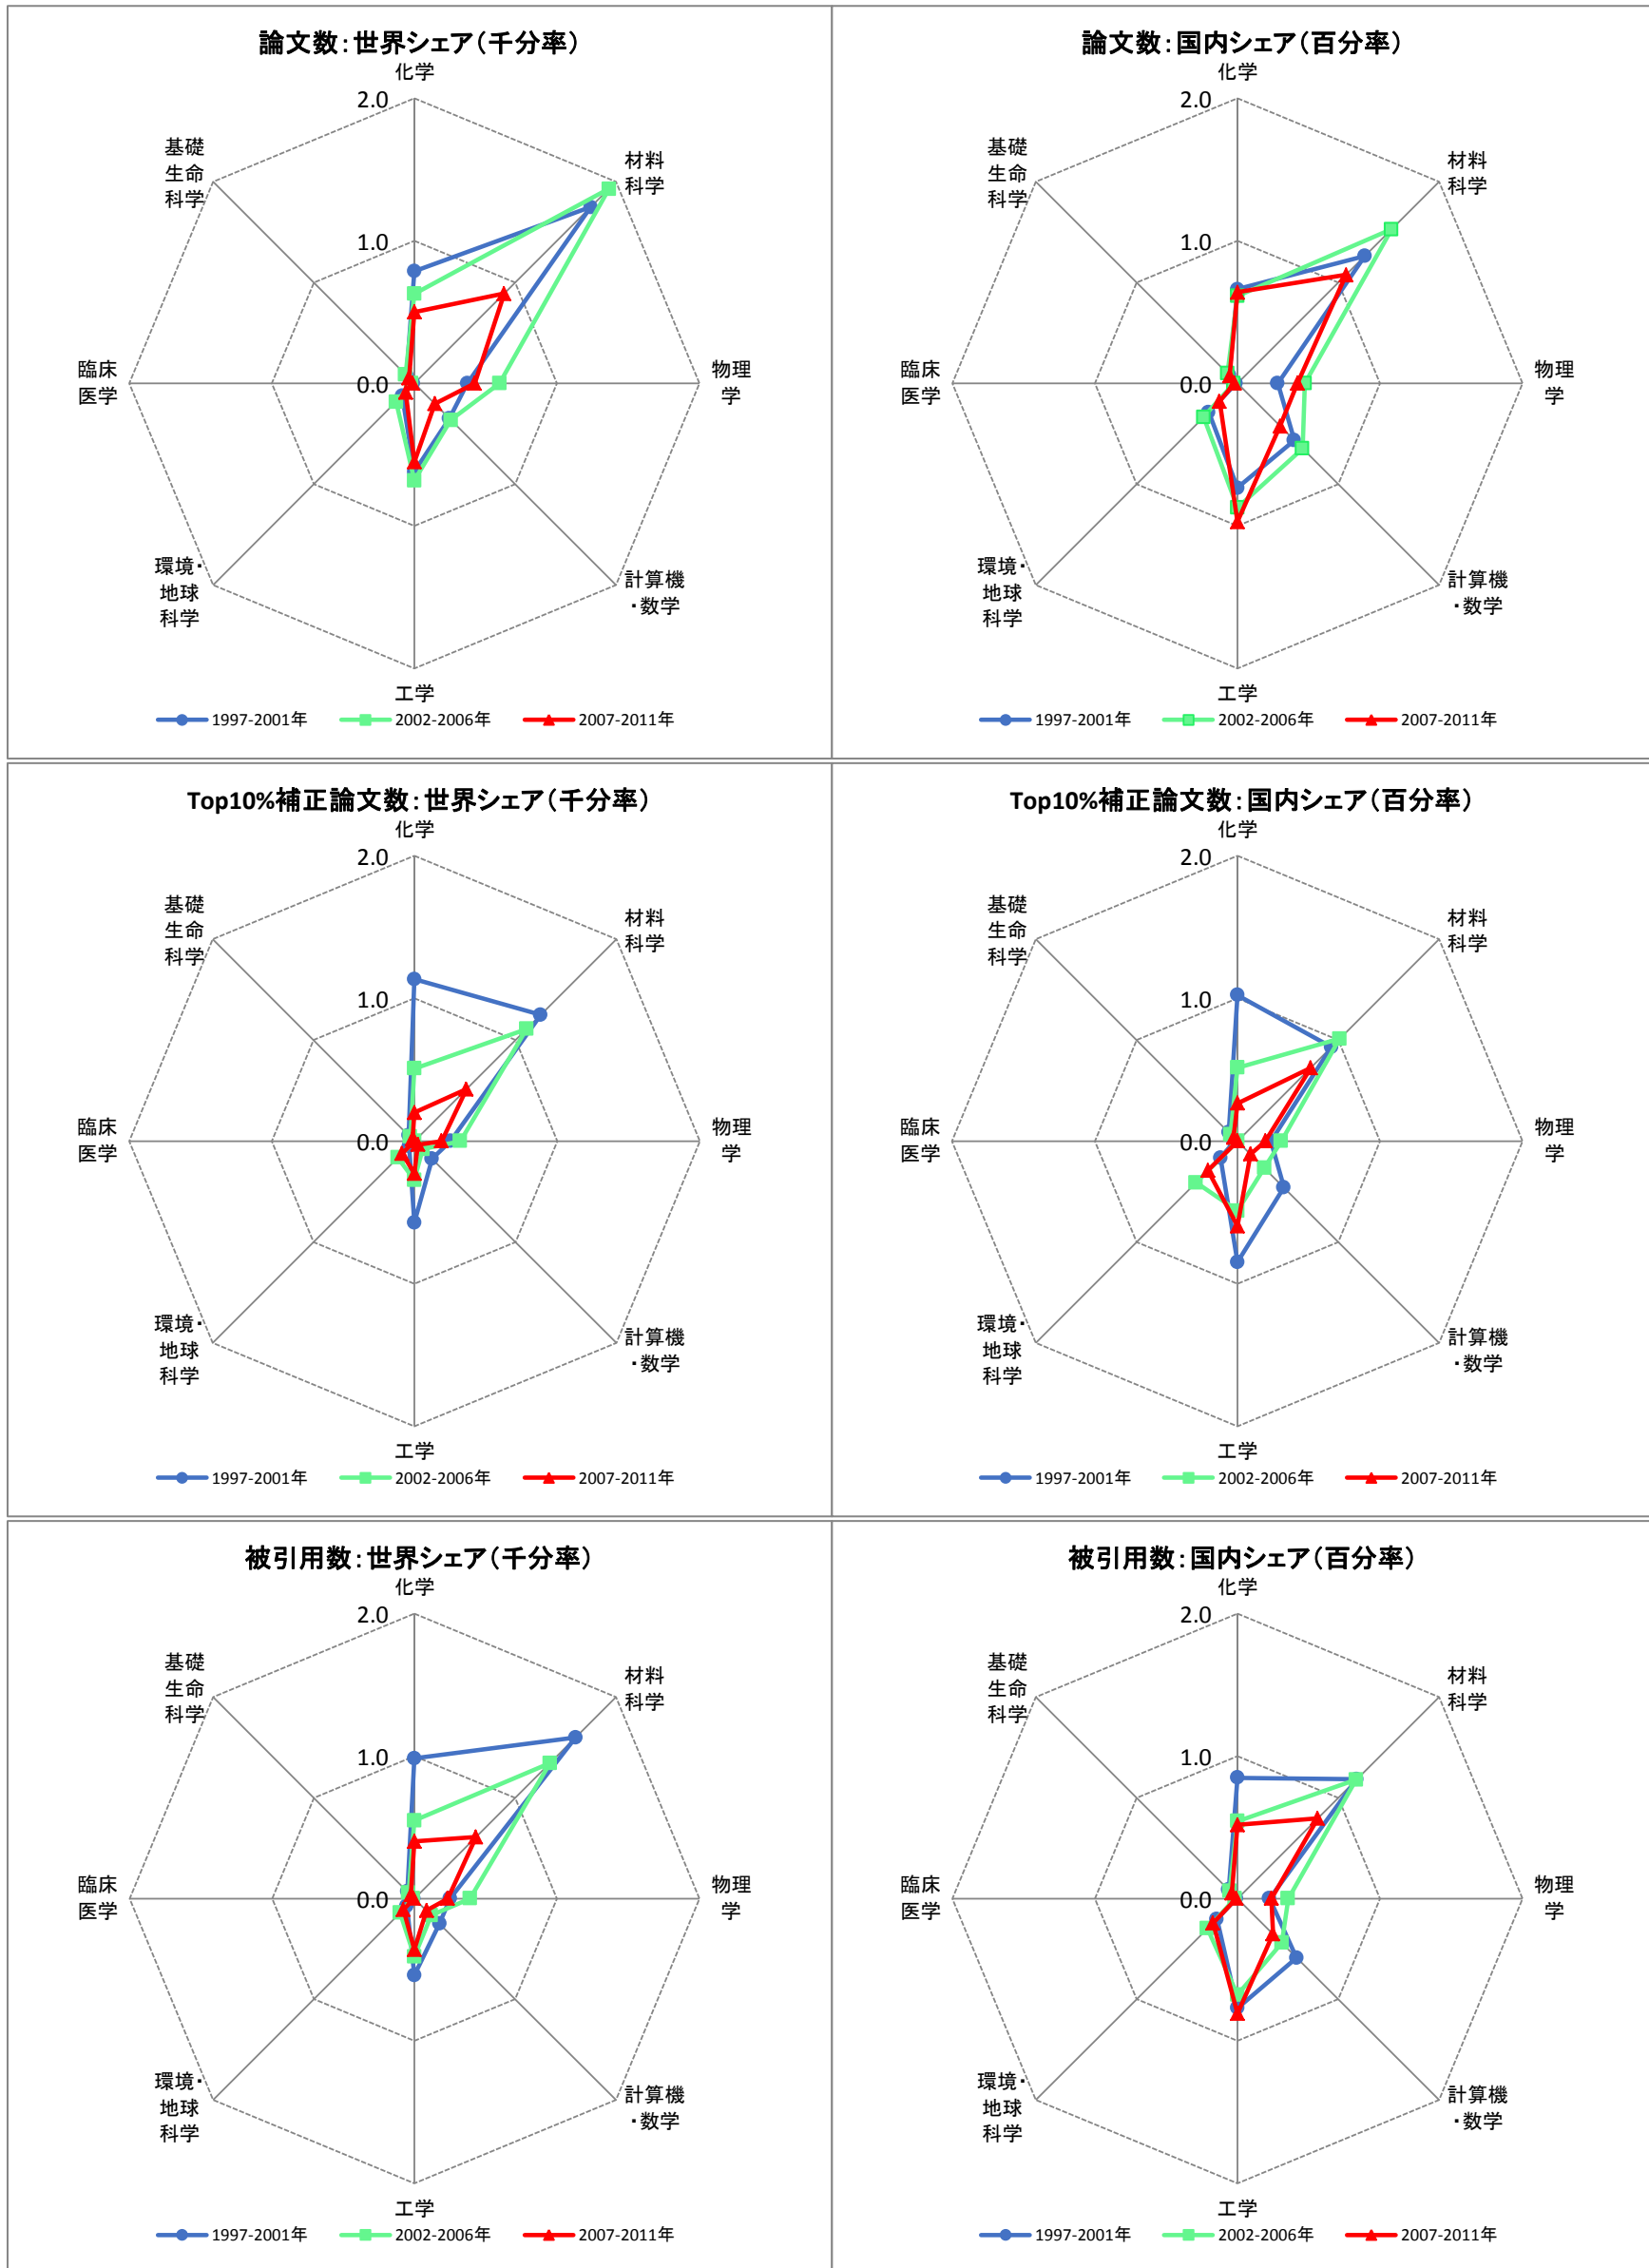 論文数：世界シェア（千分率）
化学
2.0
基礎
生命
科学
材料
科学
1.0
臨床
医学
0.0
物理
学
環境・
地球
科学
計算機
・数学
工学
1997-2001年
2002-2006年
2007-2011年
論文数：国内シェア（百分率）
化学
2.0
基礎
生命
科学
材料
科学
1.0
臨床
医学
0.0
物理
学
環境・
地球
科学
計算機
・数学
工学
1997-2001年
2002-2006年
2007-2011年
Top10%補正論文数：世界シェア（千分率）
化学
2.0
基礎
生命
科学
材料
科学
1.0
臨床
医学
0.0
物理
学
環境・
地球
科学
計算機
・数学
工学
1997-2001年
2002-2006年
2007-2011年
Top10%補正論文数：国内シェア（百分率）
化学
2.0
基礎
生命
科学
材料
科学
1.0
臨床
医学
0.0
物理
学
環境・
地球
科学
計算機
・数学
工学
1997-2001年
2002-2006年
2007-2011年
被引用数：世界シェア（千分率）
化学
2.0
基礎
生命
科学
材料
科学
1.0
臨床
医学
0.0
物理
学
環境・
地球
科学
計算機
・数学
工学
1997-2001年
2002-2006年
2007-2011年
被引用数：国内シェア（百分率）
化学
2.0
基礎
生命
科学
材料
科学
1.0
臨床
医学
0.0
物理
学
環境・
地球
科学
計算機
・数学
工学
1997-2001年
2002-2006年
2007-2011年